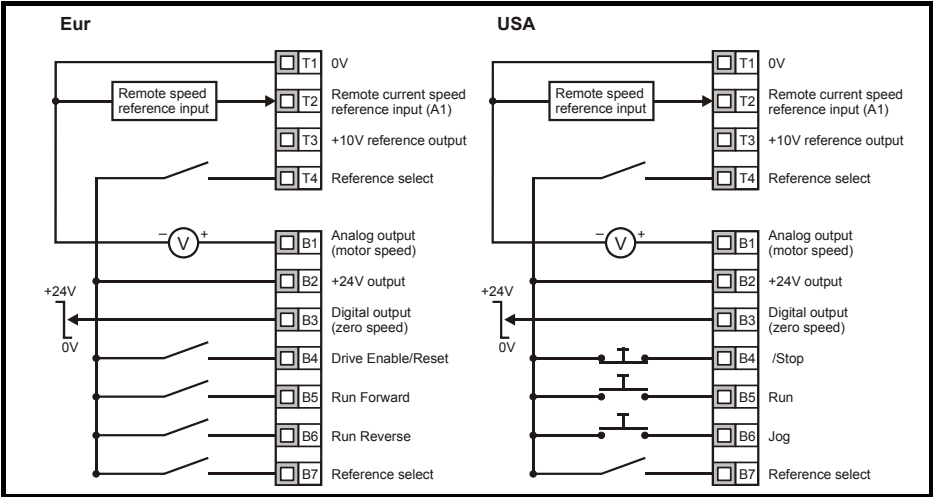 Eur
T1 0V
Remote speed
reference input
T2 Remote current speed
reference input (A1)
T3 +10V reference output
T4 Reference select
– V +
B1 Analog output
(motor speed)
B2 +24V output
+24V
0V
B3 Digital output
(zero speed)
B4 Drive Enable/Reset
B5 Run Forward
B6 Run Reverse
B7 Reference select
USA
T1 0V
Remote speed
reference input
T2 Remote current speed
reference input (A1)
T3 +10V reference output
T4 Reference select
– V +
B1 Analog output
(motor speed)
B2 +24V output
+24V
0V
B3 Digital output
(zero speed)
B4 /Stop
B5 Run
B6 Jog
B7 Reference select